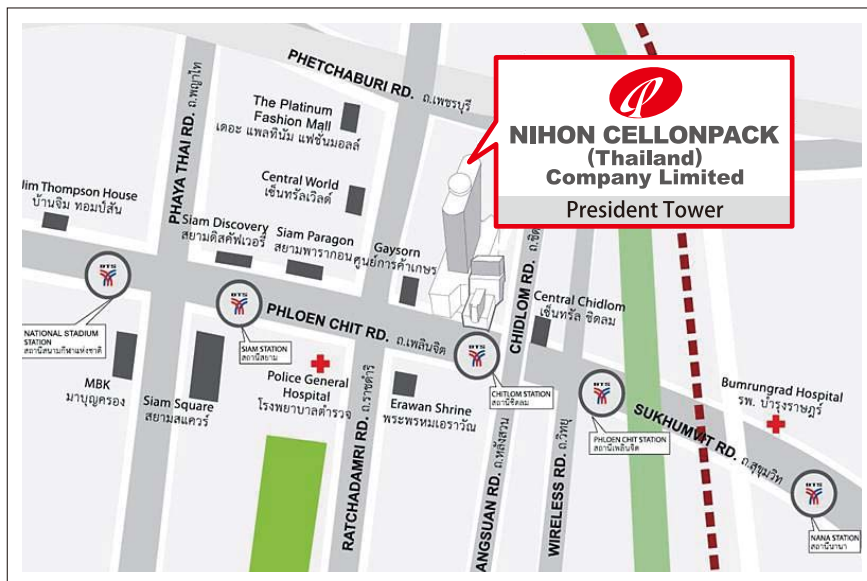 PHETCHABURI RD. ถ.เพชรบุรี
NIHON CELLONPACK
(Thailand)
Company Limited
President Tower
PHAYA THAI RD. ถ.พญาไท
The Platinum
Fashion Mall
เดอะ แพลทินัม แฟชั่นมอลล์
Central World
เซ็นทรัลเวิลด์
Jim Thompson House
บ้านจิม ทอมป์สัน
Siam Discovery
สยามดิสคัฟเวอรี่
Siam Paragon
สยามพารากอน
Gaysorn
ศูนย์การค้าเกษร
CHIDLOM RD. ถ.ชิด
Central Chidlom
เซ็นทรัล ชิดลม
BTS
NATIONAL STADIUM
STATION
สถานีสนามกีฬาแห่งชาติ
BTS
SIAM STATION
สถานีสยาม
PHLOEN CHIT RD. ถ.เพลินจิต
BTS
CHITLOM STATION
สถานีชิดลม
MBK
มาบุญครอง
Siam Square
สยามสแควร์
Police General
Hospital
โรงพยาบาลตำรวจ
RATCHADAMRI RD. ถ.ราชดำริ
Erawan Shrine
พระพรหมเอราวัณ
ANGSUAN RD. ถ.หลังสวน
WIRELESS RD. ถ.วิทยุ
BTS
PHLOEN CHIT STATION
สถานีเพลินจิต
SUKHUMVIT RD. ถ.สุขุมวิท
Bumrungrad Hospital
รพ. บำรุงราษฎร์
BTS
NANA STATION
สถานีนานา